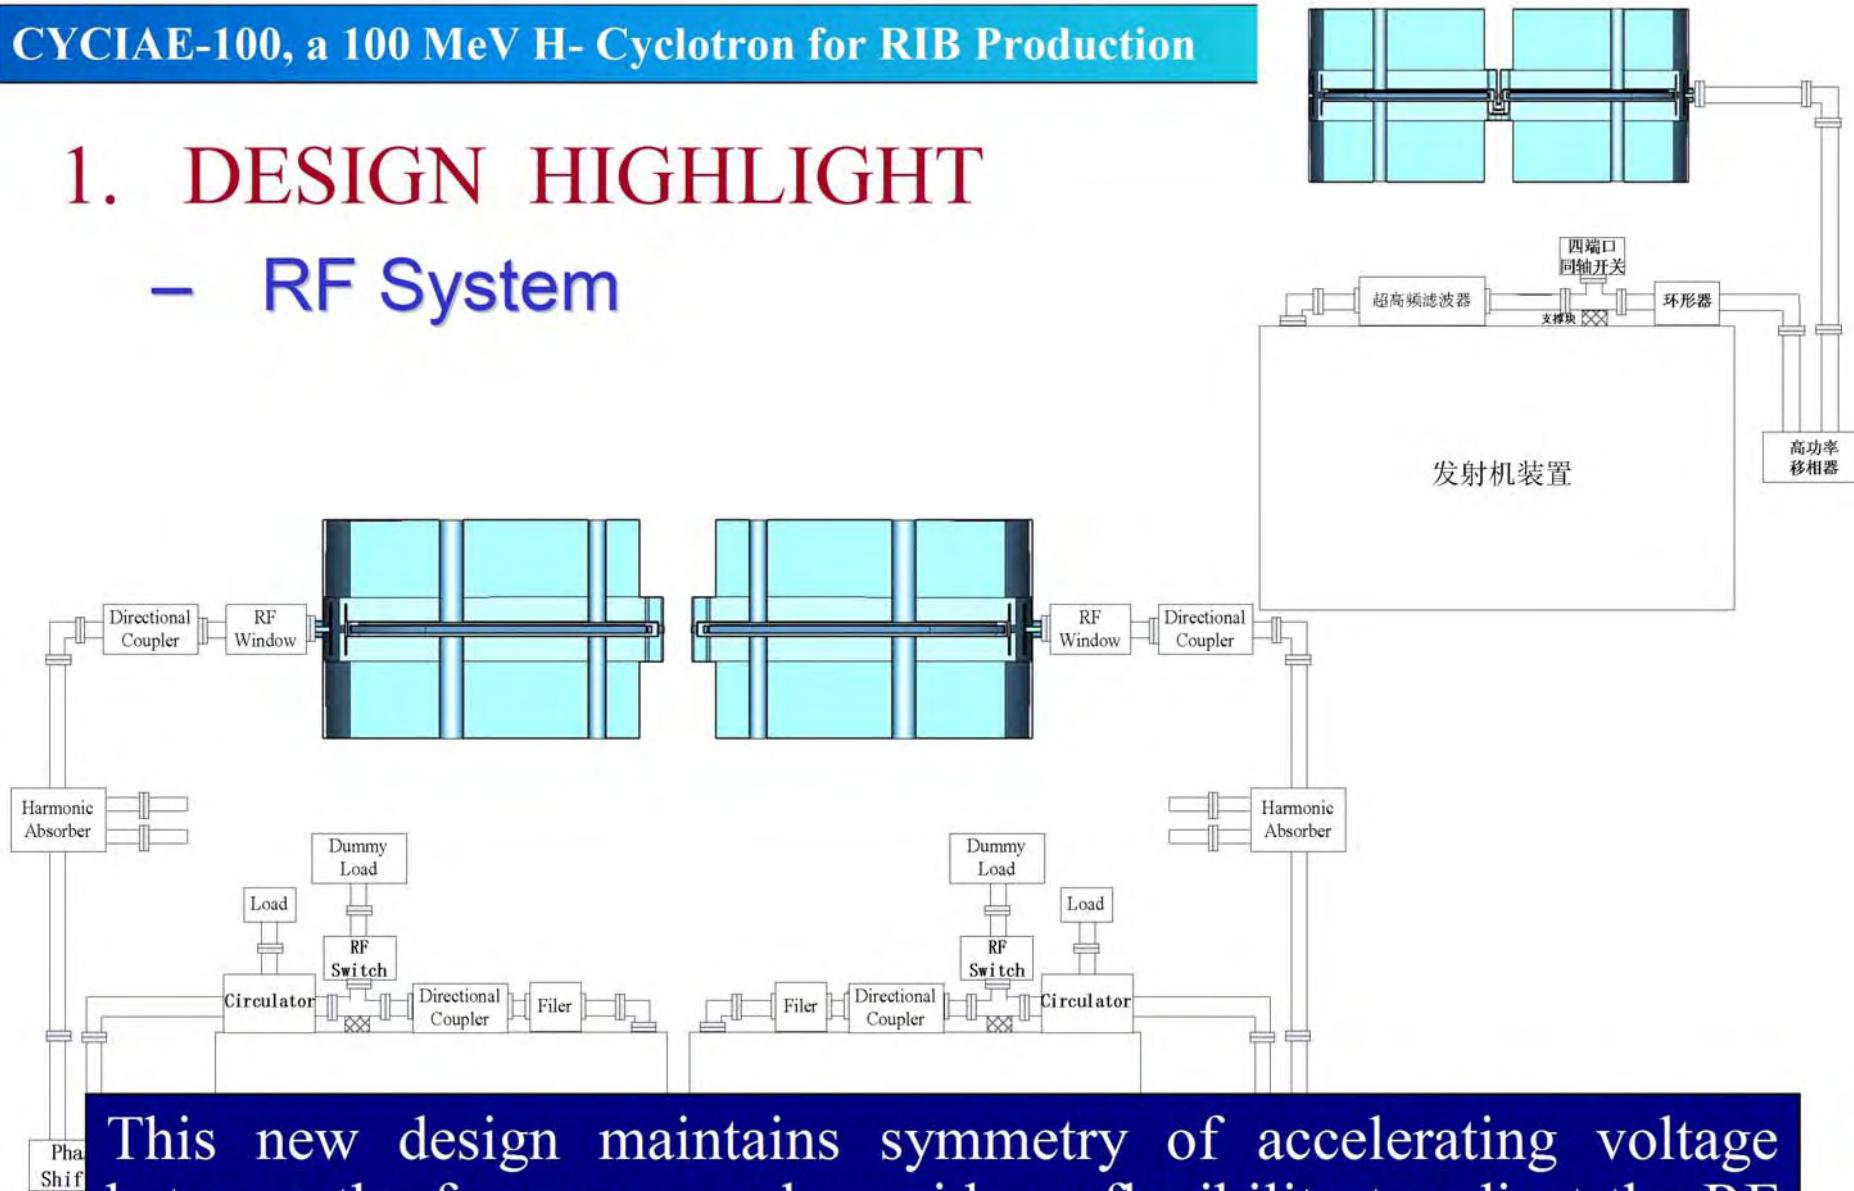 CYCIAE-100, a 100 MeV H- Cyclotron for RIB Production
1. DESIGN HIGHLIGHT
– RF System
四端口
同轴开关
超高频滤波器
支撑块
环形器
发射机装置
高功率
移相器
Directional
Coupler
RF
Window
RF
Window
Directional
Coupler
Harmonic
Absorber
Harmonic
Absorber
Dummy
Load
Dummy
Load
Load
Load
RF
Switch
RF
Switch
Circulator
Directional
Coupler
Filer
Filer
Directional
Coupler
Circulator
Pha
Shif
This new design maintains symmetry of accelerating voltage